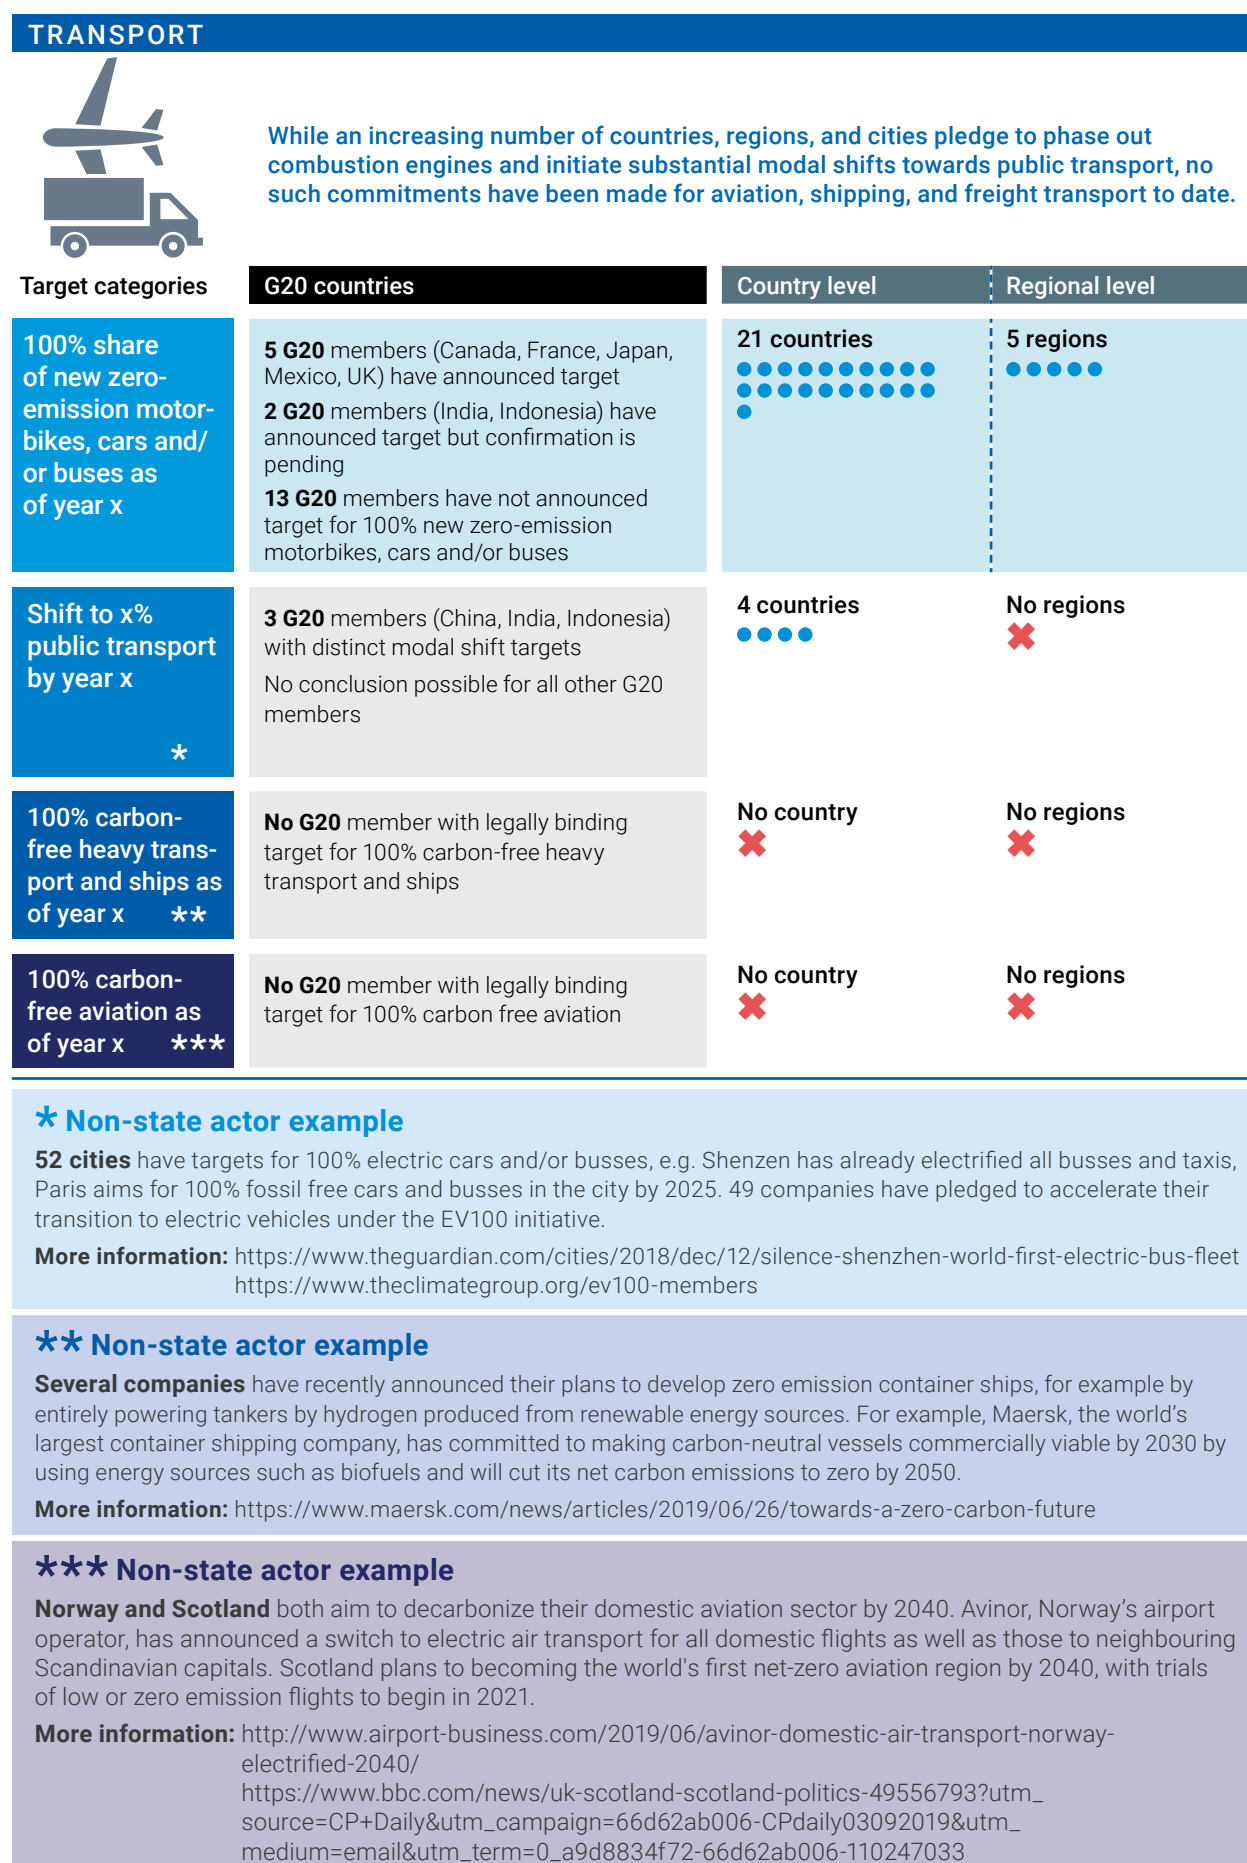 TRANSPORT
While an increasing number of countries, regions, and cities pledge to phase out
combustion engines and initiate substantial modal shifts towards public transport, no
such commitments have been made for aviation, shipping, and freight transport to date.
Target categories
G20 countries
Country level
Regional level
100% share
of new zero-
emission motor-
bikes, cars and/
or buses as
of year x
5 G20 members (Canada, France, Japan,
Mexico, UK) have announced target
2 G20 members (India, Indonesia) have
announced target but confirmation is
pending
13 G20 members have not announced
target for 100% new zero-emission
motorbikes, cars and/or buses
21 countries
5 regions
Shift to x%
public transport
by year x
*
3 G20 members (China, India, Indonesia)
with distinct modal shift targets
No conclusion possible for all other G20
members
4 countries
No regions
100% carbon-
free heavy trans-
port and ships as
of year x **
No G20 member with legally binding
target for 100% carbon-free heavy
transport and ships
No country
No regions
100% carbon-
free aviation as
of year x ***
No G20 member with legally binding
target for 100% carbon free aviation
No country
No regions
* Non-state actor example
52 cities have targets for 100% electric cars and/or busses, e.g. Shenzen has already electrified all busses and taxis,
Paris aims for 100% fossil free cars and busses in the city by 2025. 49 companies have pledged to accelerate their
transition to electric vehicles under the EV100 initiative.
More information: https://www.theguardian.com/cities/2018/dec/12/silence-shenzhen-world-first-electric-bus-fleet
https://www.theclimategroup.org/ev100-members
** Non-state actor example
Several companies have recently announced their plans to develop zero emission container ships, for example by
entirely powering tankers by hydrogen produced from renewable energy sources. For example, Maersk, the world's
largest container shipping company, has committed to making carbon-neutral vessels commercially viable by 2030 by
using energy sources such as biofuels and will cut its net carbon emissions to zero by 2050.
More information: https://www.maersk.com/news/articles/2019/06/26/towards-a-zero-carbon-future
*** Non-state actor example
Norway and Scotland both aim to decarbonize their domestic aviation sector by 2040. Avinor, Norway's airport
operator, has announced a switch to electric air transport for all domestic flights as well as those to neighbouring
Scandinavian capitals. Scotland plans to becoming the world's first net-zero aviation region by 2040, with trials
of low or zero emission flights to begin in 2021.
More information: http://www.airport-business.com/2019/06/avinor-domestic-air-transport-norway-
electrified-2040/
https://www.bbc.com/news/uk-scotland-scotland-politics-49556793?utm_
source=CP+Daily&utm_campaign=66d62ab006-CPdaily03092019&utm_
medium=email&utm_term=0_a9d8834f72-66d62ab006-110247033